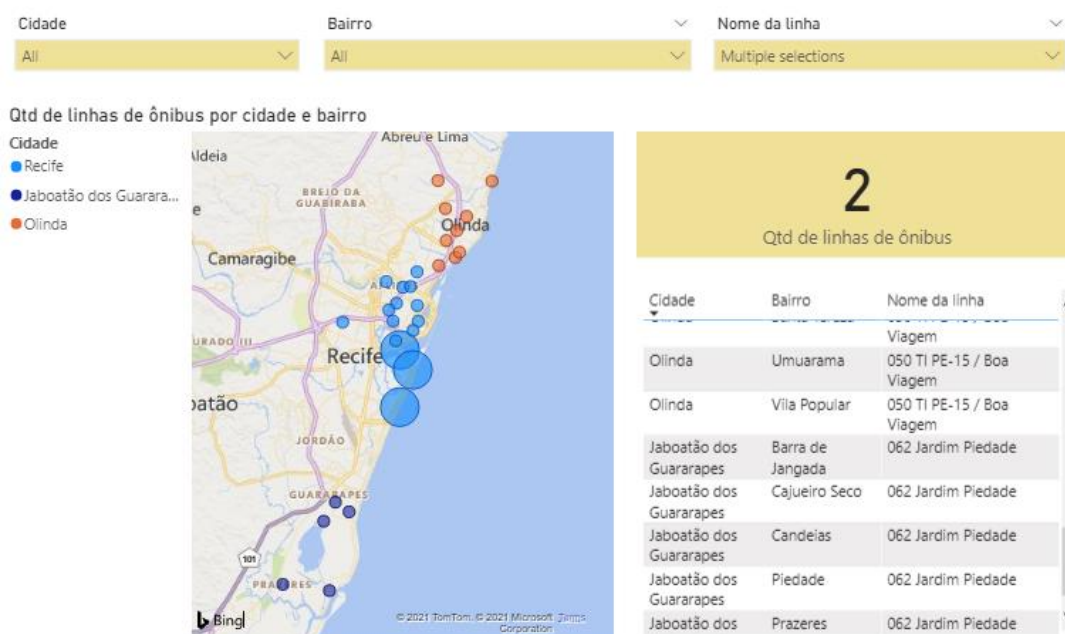 Cidade
Bairro
Nome da linha
All
All
Multiple selections
Qtd de linhas de ônibus por cidade e bairro
Cidade
Recife
Jaboatão dos Guarara...
Olinda
Abreu e Lima
Aldeia
BREJO DA
GUABIRABA
Olinda
Camaragibe
Recife
JORDÃO
GUARARAPES
101
Bing
© 2021 TomTom, © 2021 Microsoft Corporation Terms
2
Qtd de linhas de ônibus
Cidade Bairro Nome da linha
Viagem
Olinda Umuarama 050 TI PE-15 / Boa
Viagem
Olinda Vila Popular 050 TI PE-15 / Boa
Viagem
Jaboatão dos Barra de 062 Jardim Piedade
Guararapes Jangada
Jaboatão dos Cajueiro Seco 062 Jardim Piedade
Guararapes
Jaboatão dos Candeias 062 Jardim Piedade
Guararapes
Jaboatão dos Piedade 062 Jardim Piedade
Guararapes
Jaboatão dos Prazeres 062 Jardim Piedade